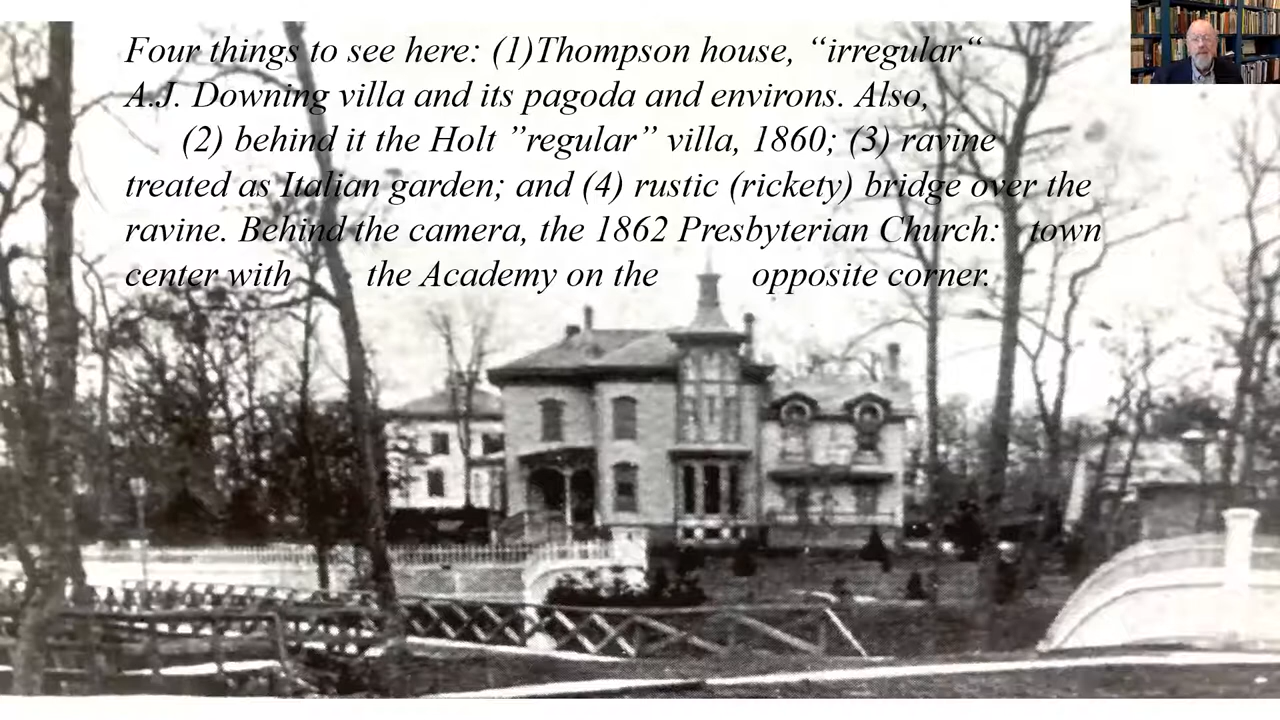 Four things to see here: (1)Thompson house, “irregular“
A.J. Downing villa and its pagoda and environs. Also,
(2) behind it the Holt ”regular” villa, 1860; (3) ravine
treated as Italian garden; and (4) rustic (rickety) bridge over the
ravine. Behind the camera, the 1862 Presbyterian Church: town
center with the Academy on the opposite corner.